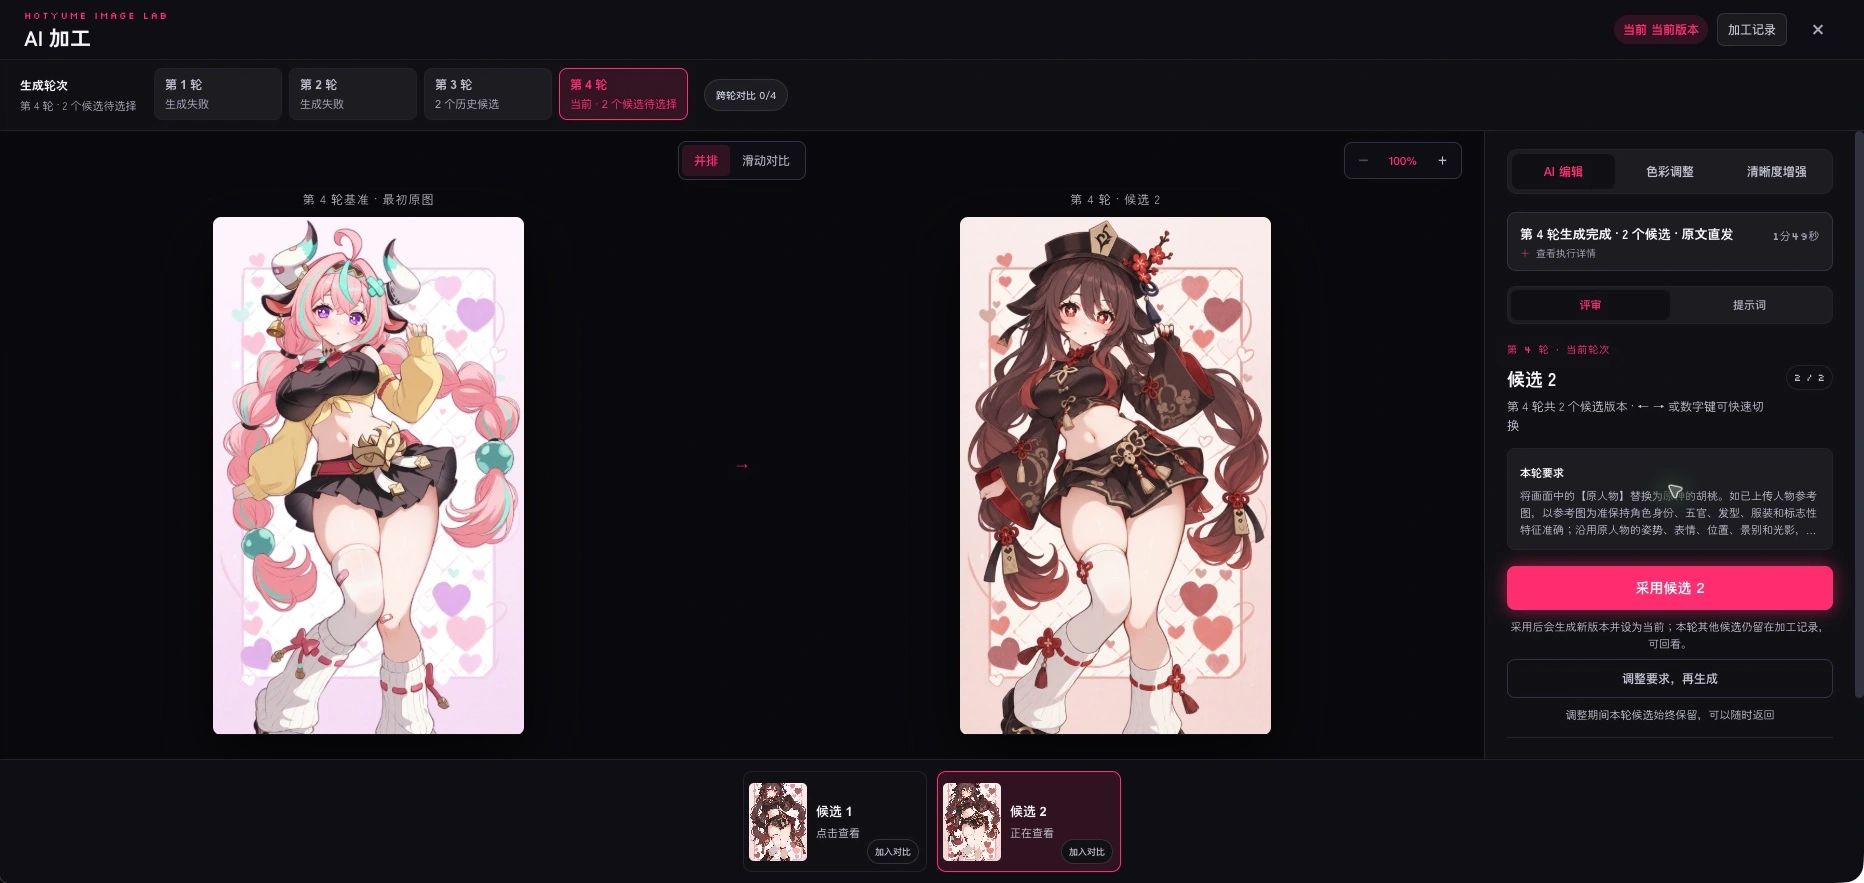 HOTYUME IMAGE LAB
AI 加工
当前 当前版本
加工记录
生成轮次
第 4 轮 · 2 个候选待选择
第 1 轮
生成失败
第 2 轮
生成失败
第 3 轮
2 个历史候选
第 4 轮
当前 · 2 个候选待选择
跨轮对比 0/4
并排
滑动对比
100%
第 4 轮基准 · 最初原图
→
第 4 轮 · 候选 2
AI 编辑
色彩调整
清晰度增强
第 4 轮生成完成 · 2 个候选 · 原文直发
1分49秒
+ 查看执行详情
评审
提示词
第 4 轮 · 当前轮次
候选 2
2 / 2
第 4 轮共 2 个候选版本 · ← → 或数字键可快速切
换
本轮要求
将画面中的【原人物】替换为原神的胡桃。如已上传人物参考
图，以参考图为准保持角色身份、五官、发型、服装和标志性
特征准确；沿用原人物的姿势、表情、位置、景别和光影，...
采用候选 2
采用后会生成新版本并设为当前；本轮其他候选仍留在加工记录，
可回看。
调整要求，再生成
调整期间本轮候选始终保留，可以随时返回
候选 1
点击查看
加入对比
候选 2
正在查看
加入对比